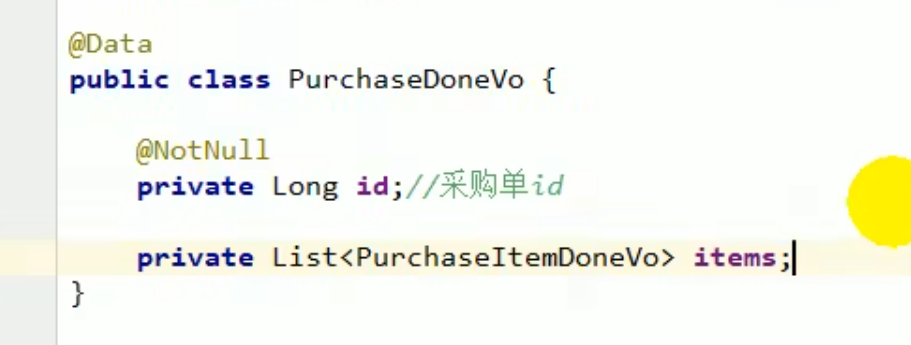 @Data
public class PurchaseDoneVo {
@NotNull
private Long id;//采购单id
private List<PurchaseItemDoneVo> items;
}